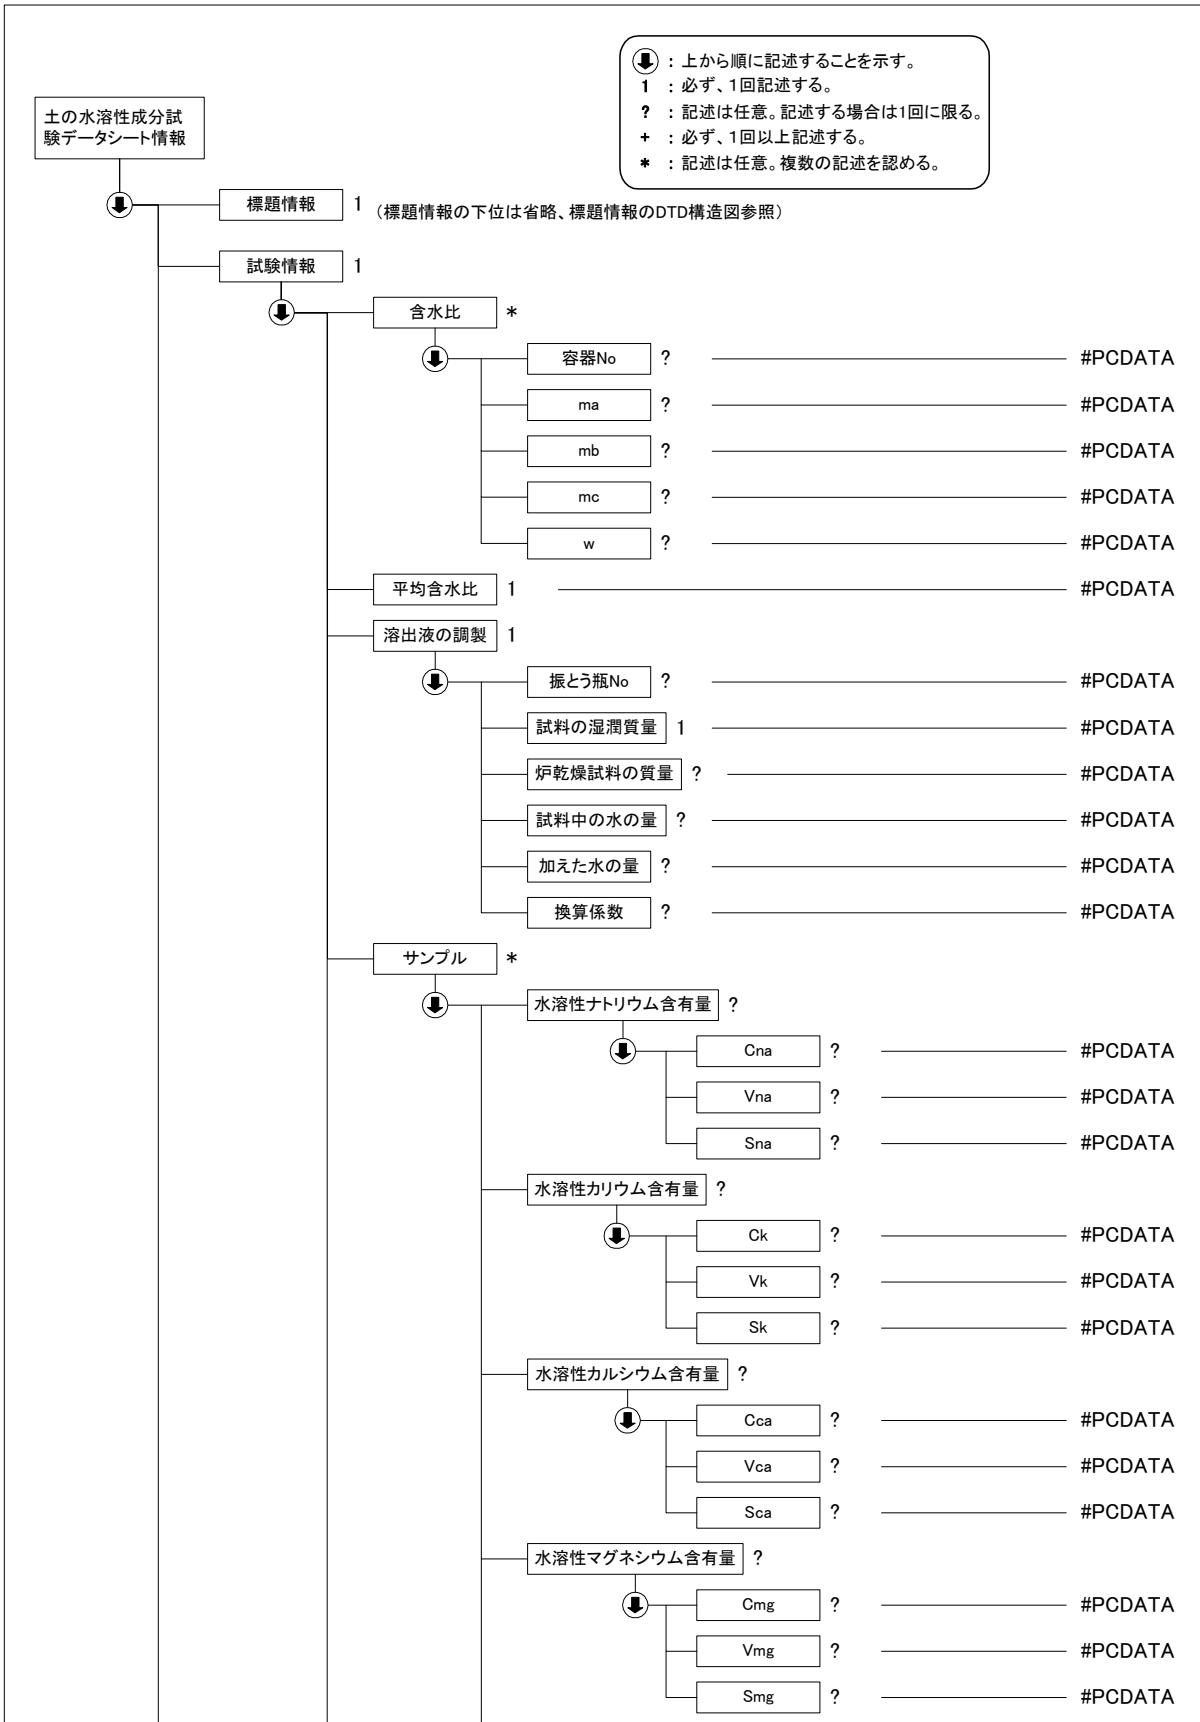 ：上から順に記述することを示す。
1 ：必ず、1回記述する。
? ：記述は任意。記述する場合は1回に限る。
+ ：必ず、1回以上記述する。
* ：記述は任意。複数の記述を認める。
土の水溶性成分試
験データシート情報
標題情報 1 （標題情報の下位は省略、標題情報のDTD構造図参照）
試験情報 1
含水比 *
容器No ? #PCDATA
ma ? #PCDATA
mb ? #PCDATA
mc ? #PCDATA
w ? #PCDATA
平均含水比 1 #PCDATA
溶出液の調製 1
振とう瓶No ? #PCDATA
試料の湿潤質量 1 #PCDATA
炉乾燥試料の質量 ? #PCDATA
試料中の水の量 ? #PCDATA
加えた水の量 ? #PCDATA
換算係数 ? #PCDATA
サンプル *
水溶性ナトリウム含有量 ?
Cna ? #PCDATA
Vna ? #PCDATA
Sna ? #PCDATA
水溶性カリウム含有量 ?
Ck ? #PCDATA
Vk ? #PCDATA
Sk ? #PCDATA
水溶性カルシウム含有量 ?
Cca ? #PCDATA
Vca ? #PCDATA
Sca ? #PCDATA
水溶性マグネシウム含有量 ?
Cmg ? #PCDATA
Vmg ? #PCDATA
Smg ? #PCDATA